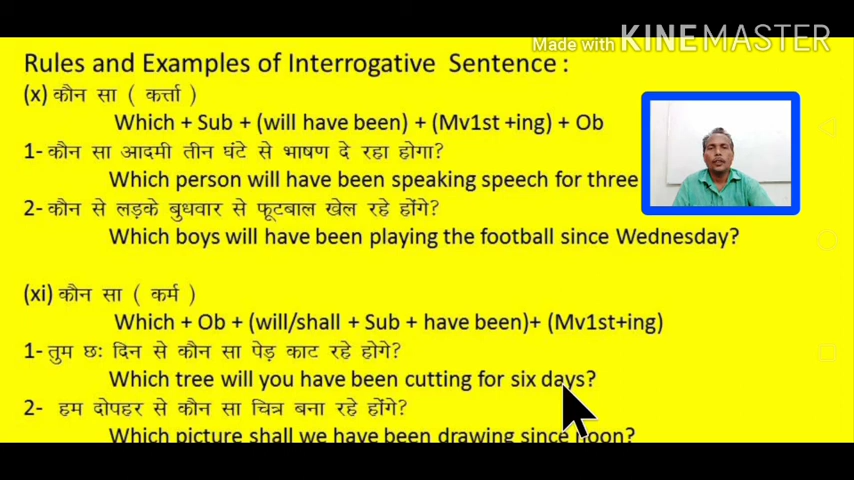 Made with KINEMASTER
Rules and Examples of Interrogative Sentence :
(x) कौन सा ( कर्त्ता )
Which + Sub + (will have been) + (Mv1st +ing) + Ob
1- कौन सा आदमी तीन घंटे से भाषण दे रहा होगा?
Which person will have been speaking speech for three
2- कौन से लड़के बुधवार से फूटबाल खेल रहे होंगे?
Which boys will have been playing the football since Wednesday?
(xi) कौन सा ( कर्म )
Which + Ob + (will/shall + Sub + have been)+ (Mv1st+ing)
1- तुम छः दिन से कौन सा पेड़ काट रहे होगे?
Which tree will you have been cutting for six days?
2- हम दोपहर से कौन सा चित्र बना रहे होंगे?
Which picture shall we have been drawing since noon?